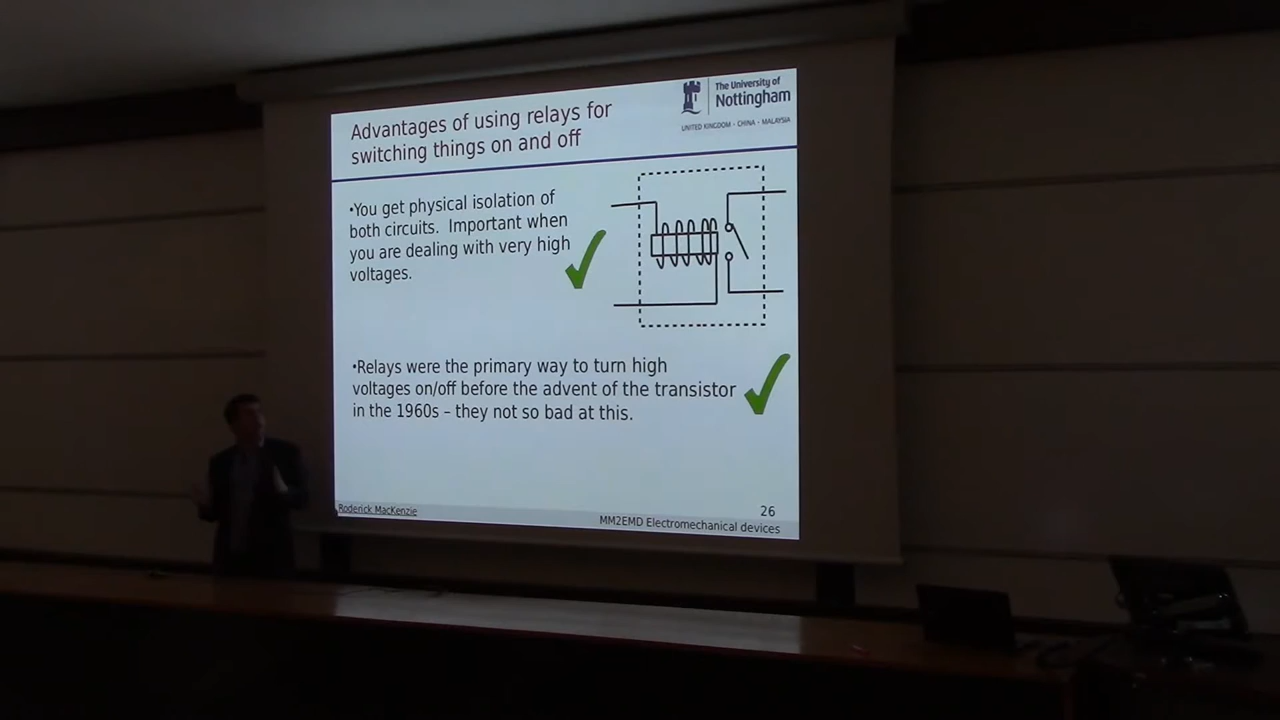 Advantages of using relays for
switching things on and off
The University of
Nottingham
UNITED KINGDOM · CHINA · MALAYSIA
•You get physical isolation of
both circuits. Important when
you are dealing with very high
voltages.
•Relays were the primary way to turn high
voltages on/off before the advent of the transistor
in the 1960s – they not so bad at this.
Roderick MacKenzie
26
MM2EMD Electromechanical devices